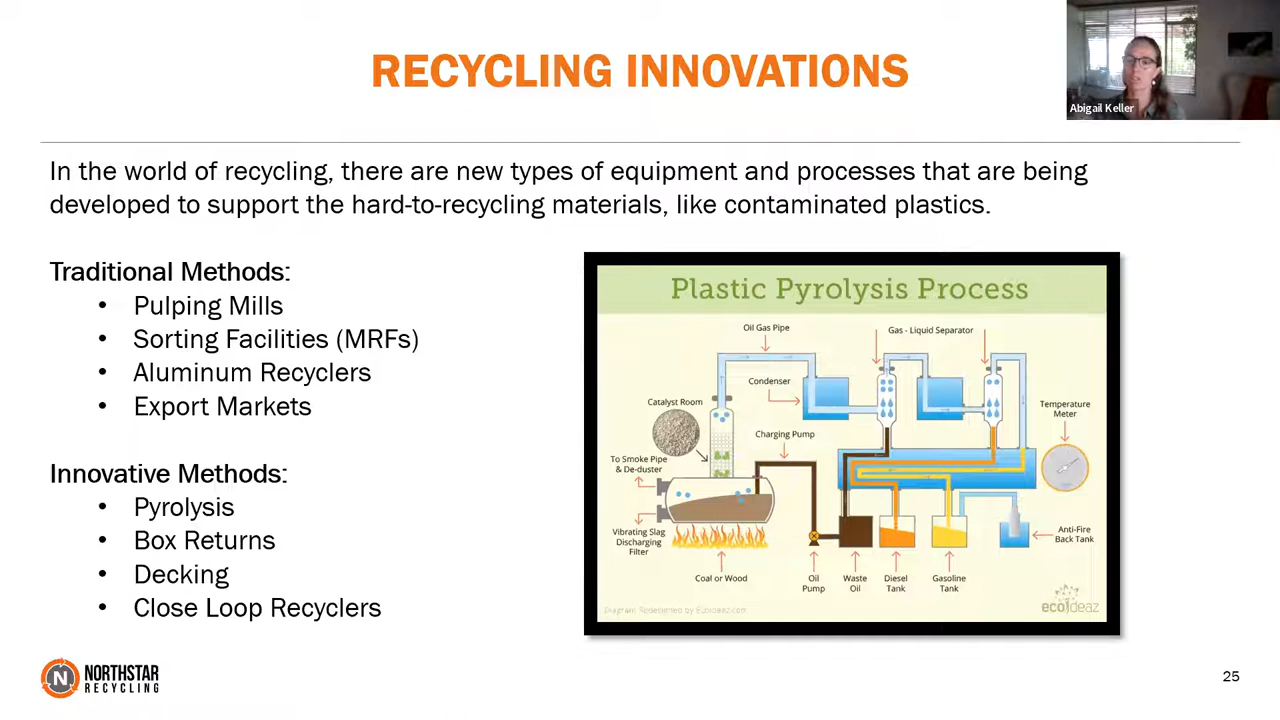 RECYCLING INNOVATIONS
Abigail Keller
In the world of recycling, there are new types of equipment and processes that are being
developed to support the hard-to-recycling materials, like contaminated plastics.
Traditional Methods:
• Pulping Mills
• Sorting Facilities (MRFs)
• Aluminum Recyclers
• Export Markets
Innovative Methods:
• Pyrolysis
• Box Returns
• Decking
• Close Loop Recyclers
Plastic Pyrolysis Process
Oil Gas Pipe
Gas - Liquid Separator
Condenser
Catalyst Room
Temperature
Meter
Charging Pump
To Smoke Pipe
& De-duster
Vibrating Slag
Discharging
Filter
Anti-Fire
Back Tank
Coal or Wood
Oil
Pump
Waste
Oil
Diesel
Tank
Gasoline
Tank
Diagram Redesigned by Ecoideaz.com
ecoideaz
N
NORTHSTAR
RECYCLING
25